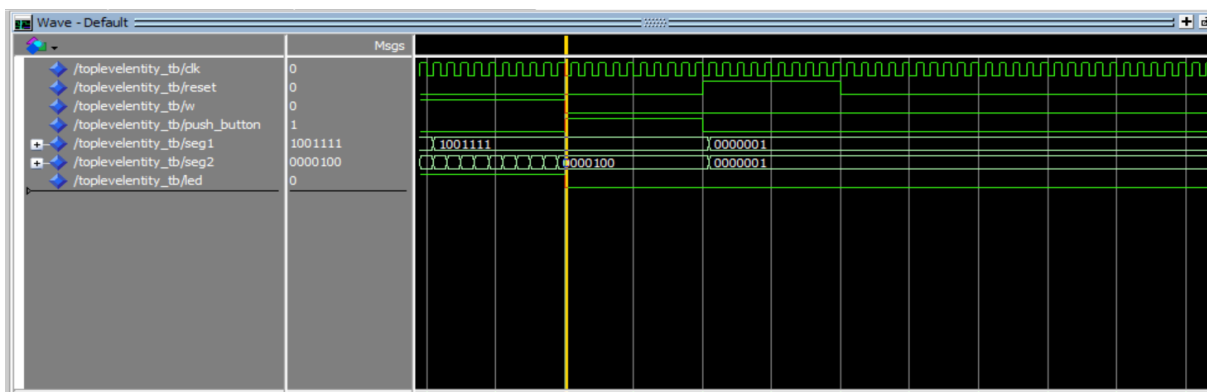 Wave - Default
Msgs
/toplevelentity_tb/clk 0
/toplevelentity_tb/reset 0
/toplevelentity_tb/w 0
/toplevelentity_tb/push_button 1
/toplevelentity_tb/seg1 1001111 1001111 0000001
/toplevelentity_tb/seg2 0000100 000100 0000001
/toplevelentity_tb/led 0